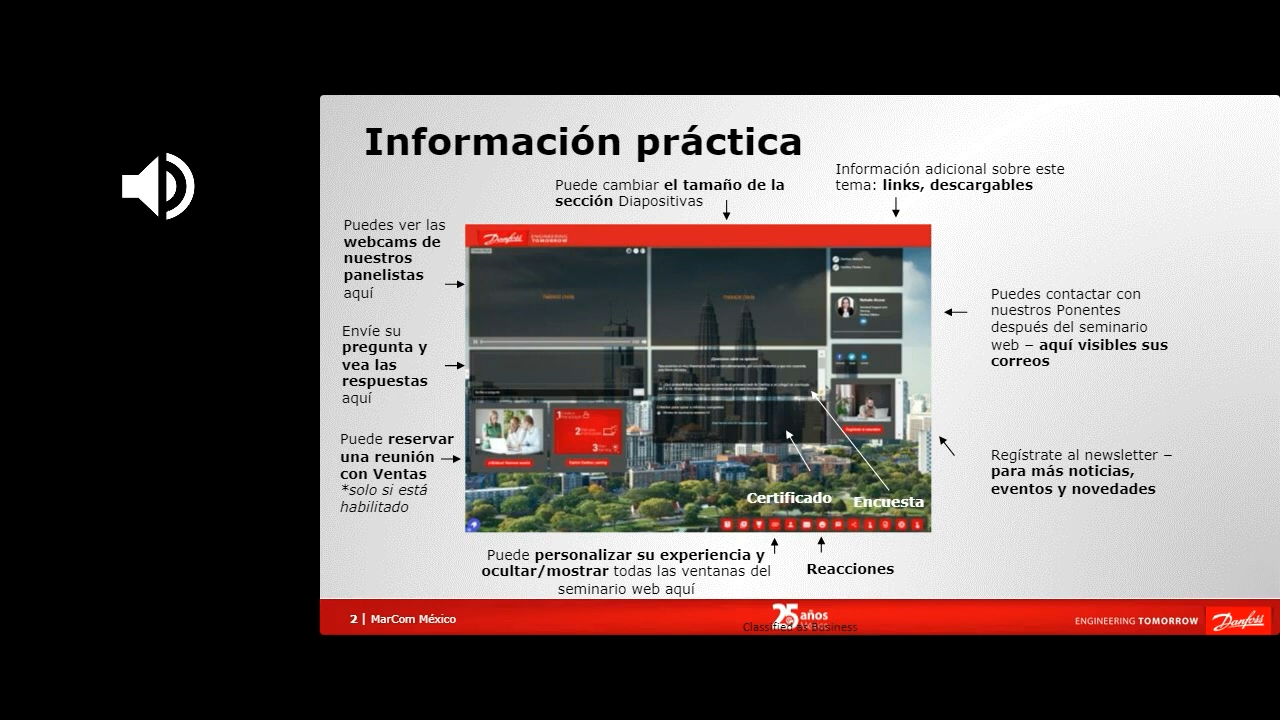 Información práctica
Información adicional sobre este
tema: links, descargables
Puede cambiar el tamaño de la
sección Diapositivas
Puedes ver las
webcams de
nuestros
panelistas
aquí
Envíe su
pregunta y
vea las
respuestas
aquí
Puede reservar
una reunión
con Ventas
*solo si está
habilitado
Danfoss
ENGINEERING
TOMORROW
Puedes contactar con
nuestros Ponentes
después del seminario
web – aquí visibles sus
correos
Regístrate al newsletter –
para más noticias,
eventos y novedades
Certificado
Encuesta
Puede personalizar su experiencia y
ocultar/mostrar todas las ventanas del
seminario web aquí
Reacciones
2 | MarCom México
25 años
Classified as Business
ENGINEERING TOMORROW
Danfoss